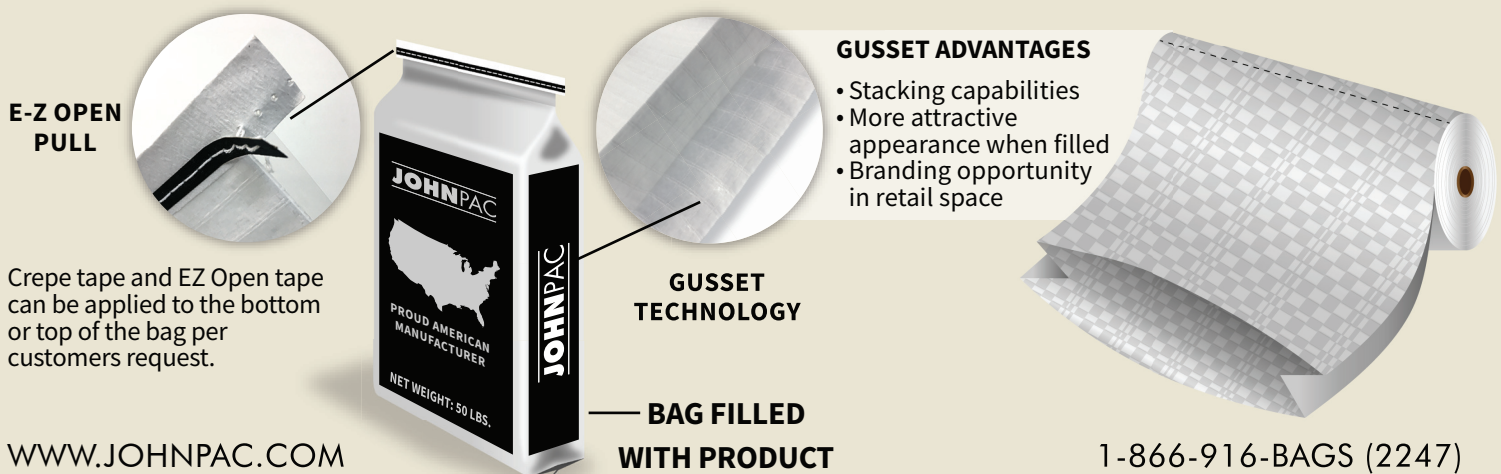 E-Z OPEN
PULL
Crepe tape and EZ Open tape
can be applied to the bottom
or top of the bag per
customers request.
WWW.JOHNPAC.COM
JOHNPAC
PROUD AMERICAN
MANUFACTURER
NET WEIGHT: 50 LBS.
JOHNPAC
GUSSET
TECHNOLOGY
BAG FILLED
WITH PRODUCT
GUSSET ADVANTAGES
• Stacking capabilities
• More attractive
appearance when filled
• Branding opportunity
in retail space
1-866-916-BAGS (2247)